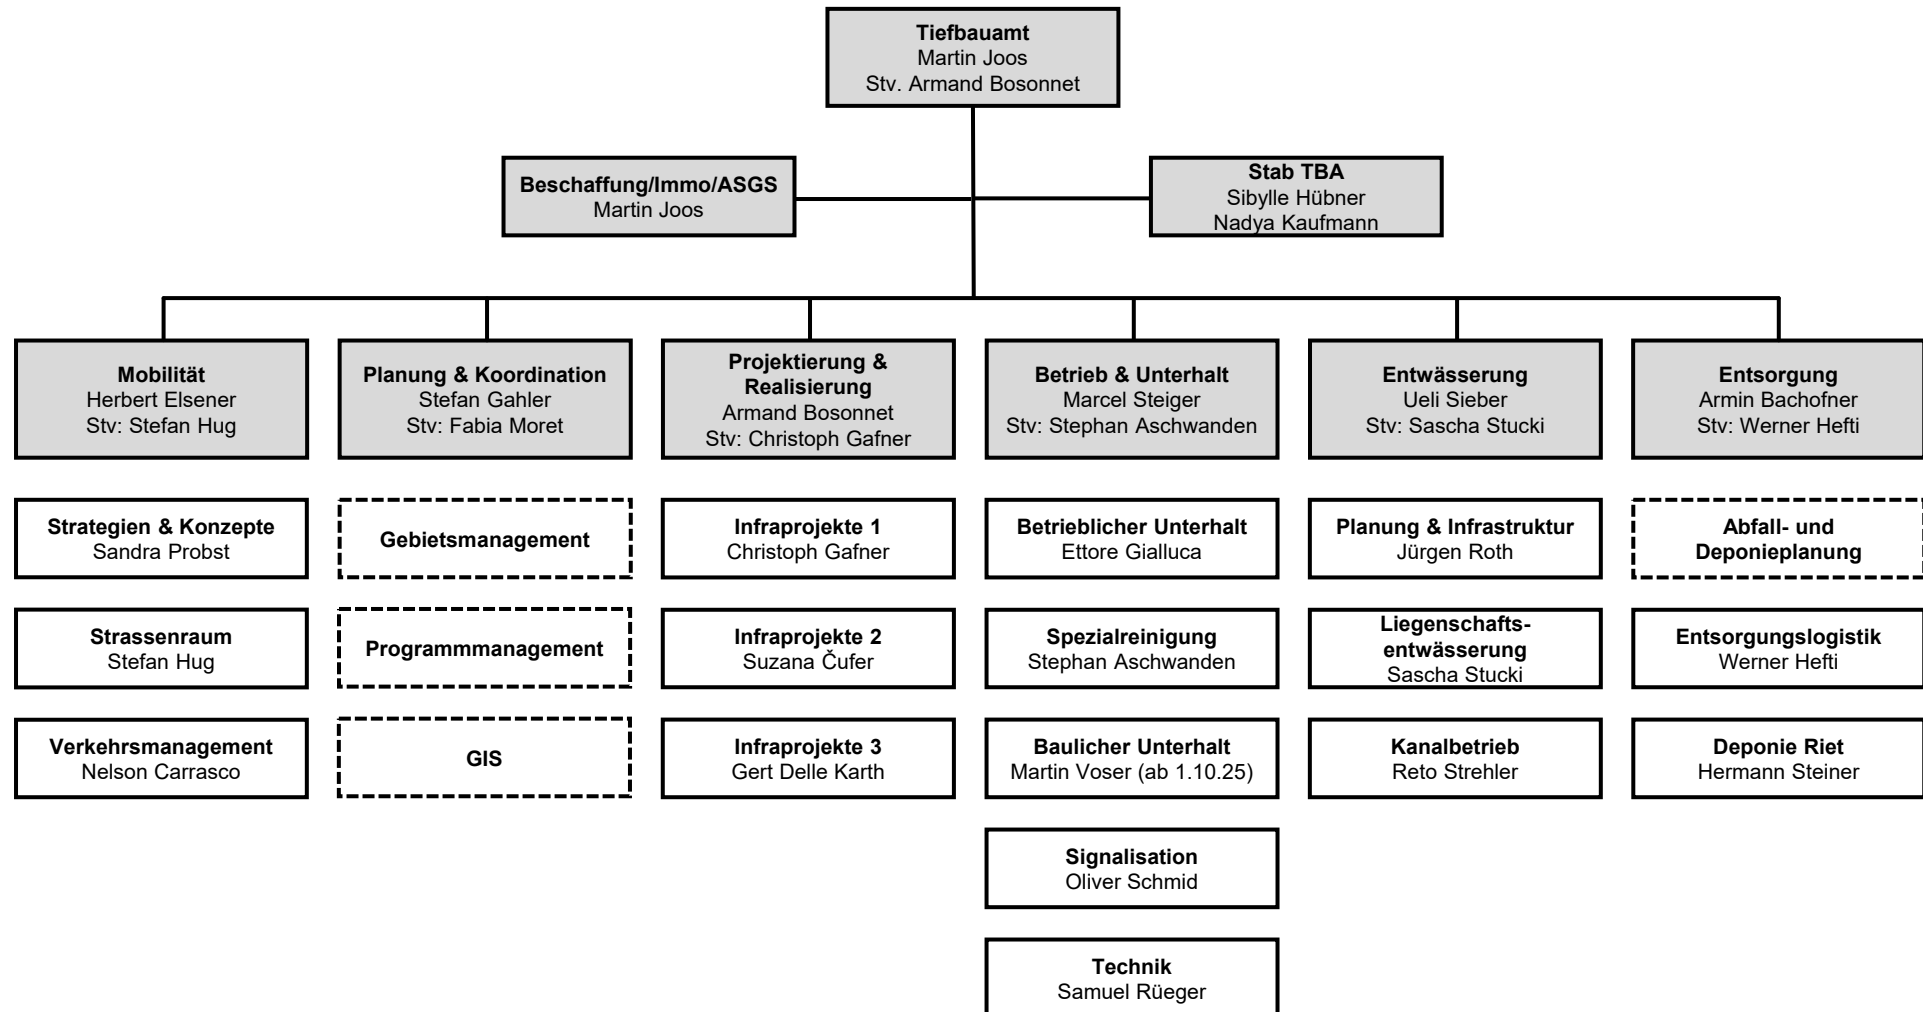 Tiefbauamt
Martin Joos
Stv. Armand Bosonnet
Beschaffung/Immo/ASGS
Martin Joos
Stab TBA
Sibylle Hübner
Nadya Kaufmann
Mobilität
Herbert Elsener
Stv: Stefan Hug
Planung & Koordination
Stefan Gahler
Stv: Fabia Moret
Projektierung &
Realisierung
Armand Bosonnet
Stv: Christoph Gafner
Betrieb & Unterhalt
Marcel Steiger
Stv: Stephan Aschwanden
Entwässerung
Ueli Sieber
Stv: Sascha Stucki
Entsorgung
Armin Bachofner
Stv: Werner Hefti
Strategien & Konzepte
Sandra Probst
Gebietsmanagement
Infraprojekte 1
Christoph Gafner
Betrieblicher Unterhalt
Ettore Gialluca
Planung & Infrastruktur
Jürgen Roth
Abfall- und
Deponieplanung
Strassenraum
Stefan Hug
Programmmanagement
Infraprojekte 2
Suzana Čufer
Spezialreinigung
Stephan Aschwanden
Liegenschafts-
entwässerung
Sascha Stucki
Entsorgungslogistik
Werner Hefti
Verkehrsmanagement
Nelson Carrasco
GIS
Infraprojekte 3
Gert Delle Karth
Baulicher Unterhalt
Martin Voser (ab 1.10.25)
Kanalbetrieb
Reto Strehler
Deponie Riet
Hermann Steiner
Signalisation
Oliver Schmid
Technik
Samuel Rüeger